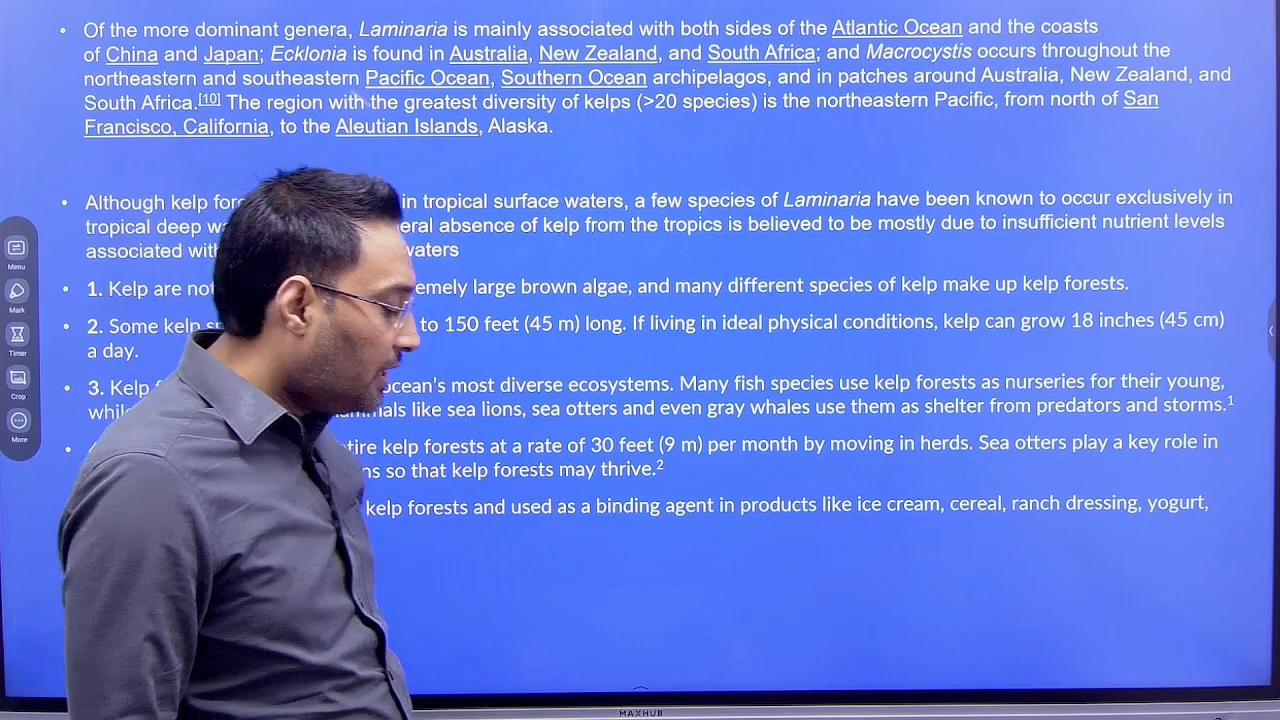 • Of the more dominant genera, Laminaria is mainly associated with both sides of the Atlantic Ocean and the coasts
of China and Japan; Ecklonia is found in Australia, New Zealand, and South Africa; and Macrocystis occurs throughout the
northeastern and southeastern Pacific Ocean, Southern Ocean archipelagos, and in patches around Australia, New Zealand, and
South Africa.[10] The region with the greatest diversity of kelps (>20 species) is the northeastern Pacific, from north of San
Francisco, California, to the Aleutian Islands, Alaska.
• Although kelp in tropical surface waters, a few species of Laminaria have been known to occur exclusively in
tropical deep absence of kelp from the tropics is believed to be mostly due to insufficient nutrient levels
associated waters
• 1. Kelp are large brown algae, and many different species of kelp make up kelp forests.
• 2. Some kelp to 150 feet (45 m) long. If living in ideal physical conditions, kelp can grow 18 inches (45 cm)
a day.
• 3. Kelp ocean's most diverse ecosystems. Many fish species use kelp forests as nurseries for their young,
like sea lions, sea otters and even gray whales use them as shelter from predators and storms.1
• kelp forests at a rate of 30 feet (9 m) per month by moving in herds. Sea otters play a key role in
so that kelp forests may thrive.2
kelp forests and used as a binding agent in products like ice cream, cereal, ranch dressing, yogurt,
Menu
Mark
Timer
Crop
More
MAXHUB